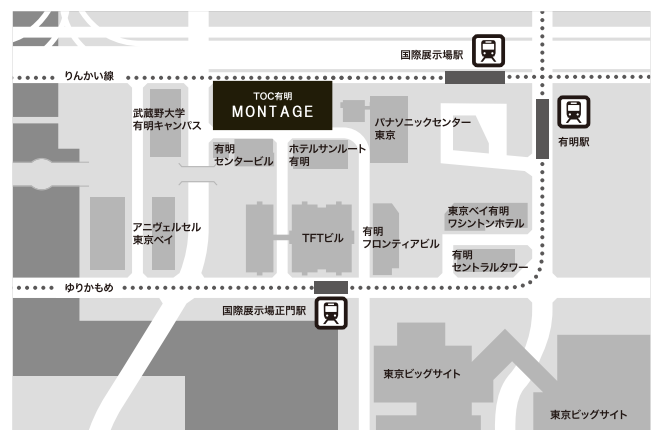 国際展示場駅
りんかい線
TOC有明
MONTAGE
武蔵野大学
有明キャンパス
パナソニックセンター
東京
有明駅
有明
センタービル
ホテルサンルート
有明
アニヴェルセル
東京ベイ
TFTビル
有明
フロンティアビル
東京ベイ有明
ワシントンホテル
有明
セントラルタワー
ゆりかもめ
国際展示場正門駅
東京ビッグサイト
東京ビッグサイト